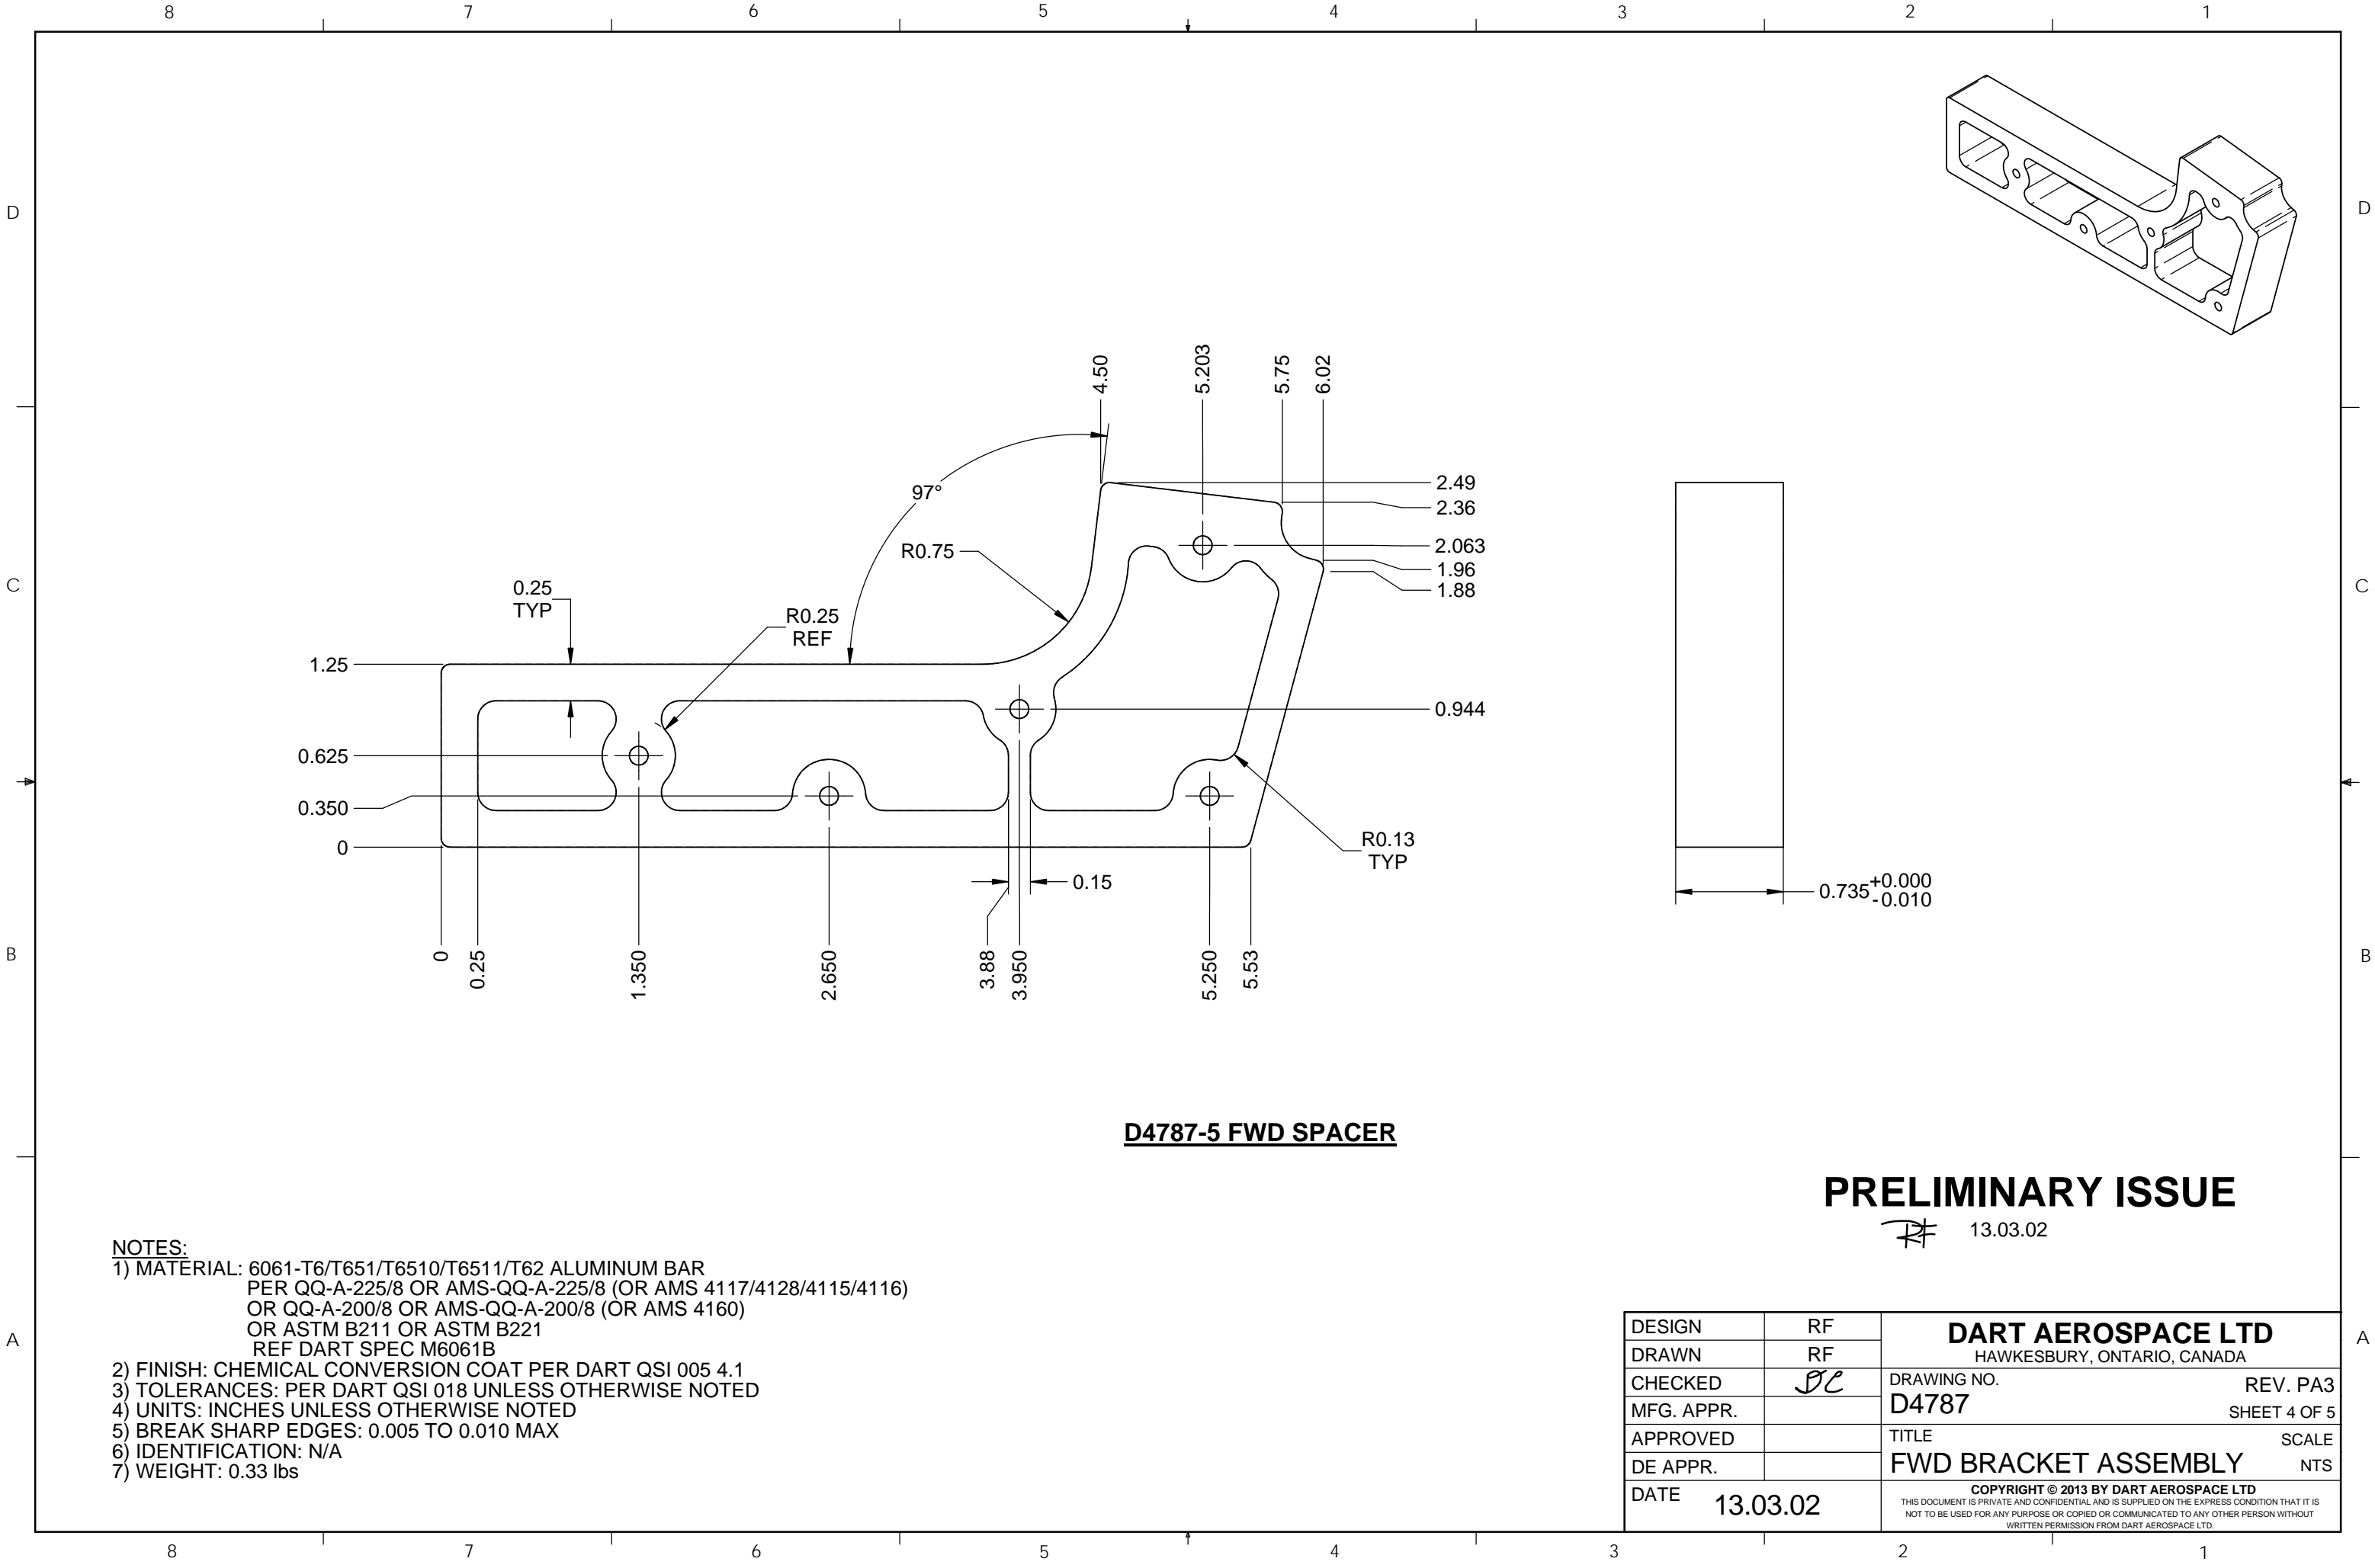 8 7 6 5 4 3 2 1
D D
4.50
5.203
5.75
6.02
97°
2.49
2.36
R0.75
2.063
1.96
1.88
C C
0.25
TYP
R0.25
REF
1.25
0.944
0.625
0.350
0
R0.13
TYP
0.15
0.735 +0.000
-0.010
B B
0
0.25
1.350
2.650
3.88
3.950
5.250
5.53
D4787-5 FWD SPACER
PRELIMINARY ISSUE
RF 13.03.02
NOTES:
1) MATERIAL: 6061-T6/T651/T6510/T6511/T62 ALUMINUM BAR
PER QQ-A-225/8 OR AMS-QQ-A-225/8 (OR AMS 4117/4128/4115/4116)
OR QQ-A-200/8 OR AMS-QQ-A-200/8 (OR AMS 4160)
OR ASTM B211 OR ASTM B221
REF DART SPEC M6061B
2) FINISH: CHEMICAL CONVERSION COAT PER DART QSI 005 4.1
3) TOLERANCES: PER DART QSI 018 UNLESS OTHERWISE NOTED
4) UNITS: INCHES UNLESS OTHERWISE NOTED
5) BREAK SHARP EDGES: 0.005 TO 0.010 MAX
6) IDENTIFICATION: N/A
7) WEIGHT: 0.33 lbs
A A
DESIGN RF
DRAWN RF
CHECKED
MFG. APPR.
APPROVED
DE APPR.
DATE 13.03.02
DART AEROSPACE LTD
HAWKESBURY, ONTARIO, CANADA
DRAWING NO. REV. PA3
D4787 SHEET 4 OF 5
TITLE SCALE
FWD BRACKET ASSEMBLY NTS
COPYRIGHT © 2013 BY DART AEROSPACE LTD
THIS DOCUMENT IS PRIVATE AND CONFIDENTIAL AND IS SUPPLIED ON THE EXPRESS CONDITION THAT IT IS
NOT TO BE USED FOR ANY PURPOSE OR COPIED OR COMMUNICATED TO ANY OTHER PERSON WITHOUT
WRITTEN PERMISSION FROM DART AEROSPACE LTD.
8 7 6 5 4 3 2 1